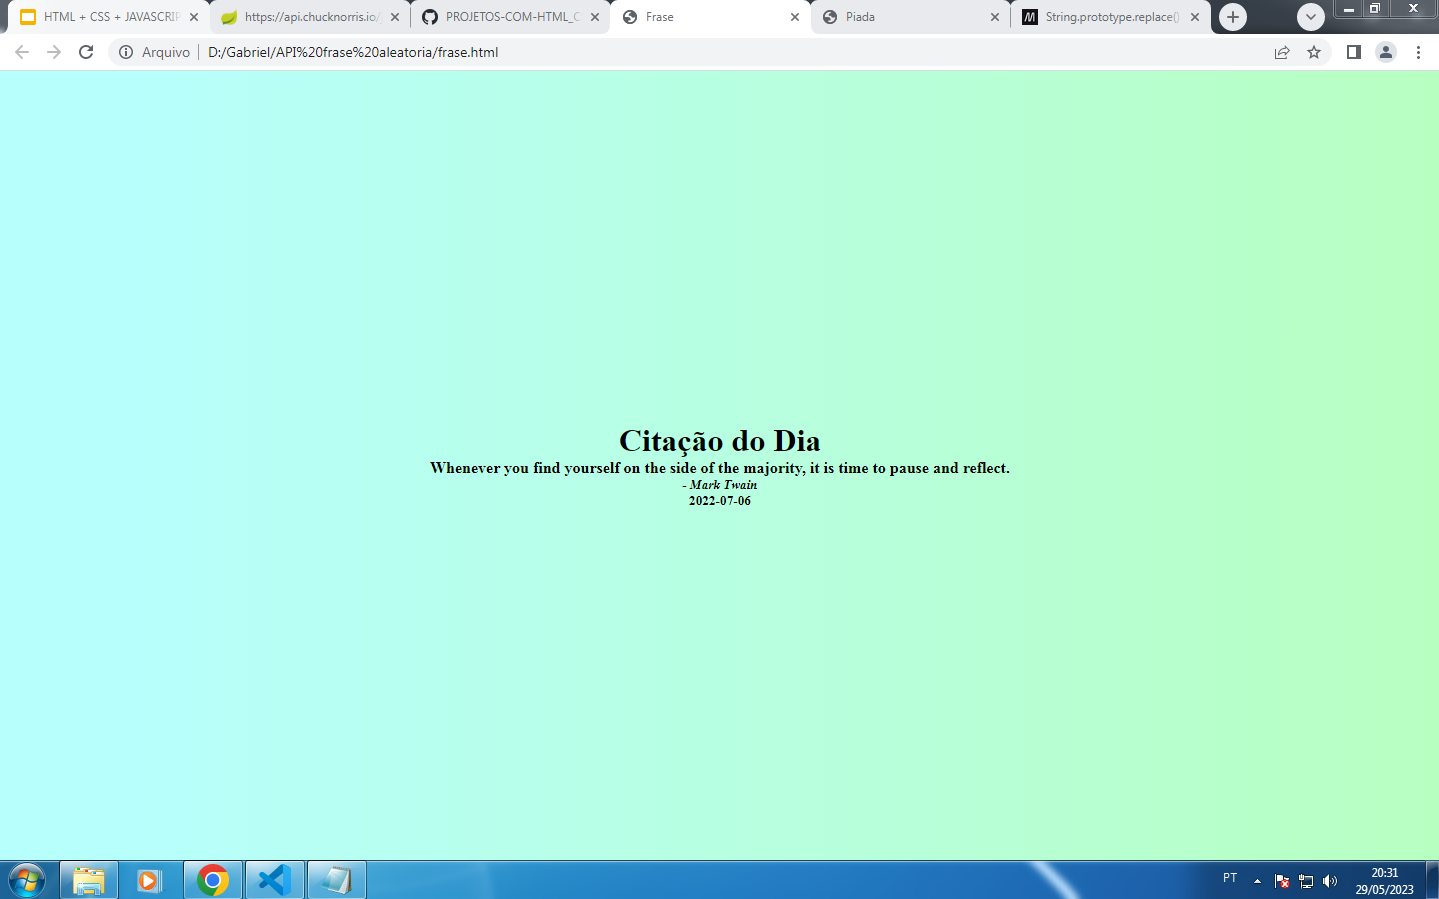 HTML + CSS + JAVASCRIP
https://api.chucknorris.io/
PROJETOS-COM-HTML_C
Frase
Piada
String.prototype.replace()
Arquivo
D:/Gabriel/API%20frase%20aleatoria/frase.html
Citação do Dia
Whenever you find yourself on the side of the majority, it is time to pause and reflect.
- Mark Twain
2022-07-06
PT
20:31
29/05/2023